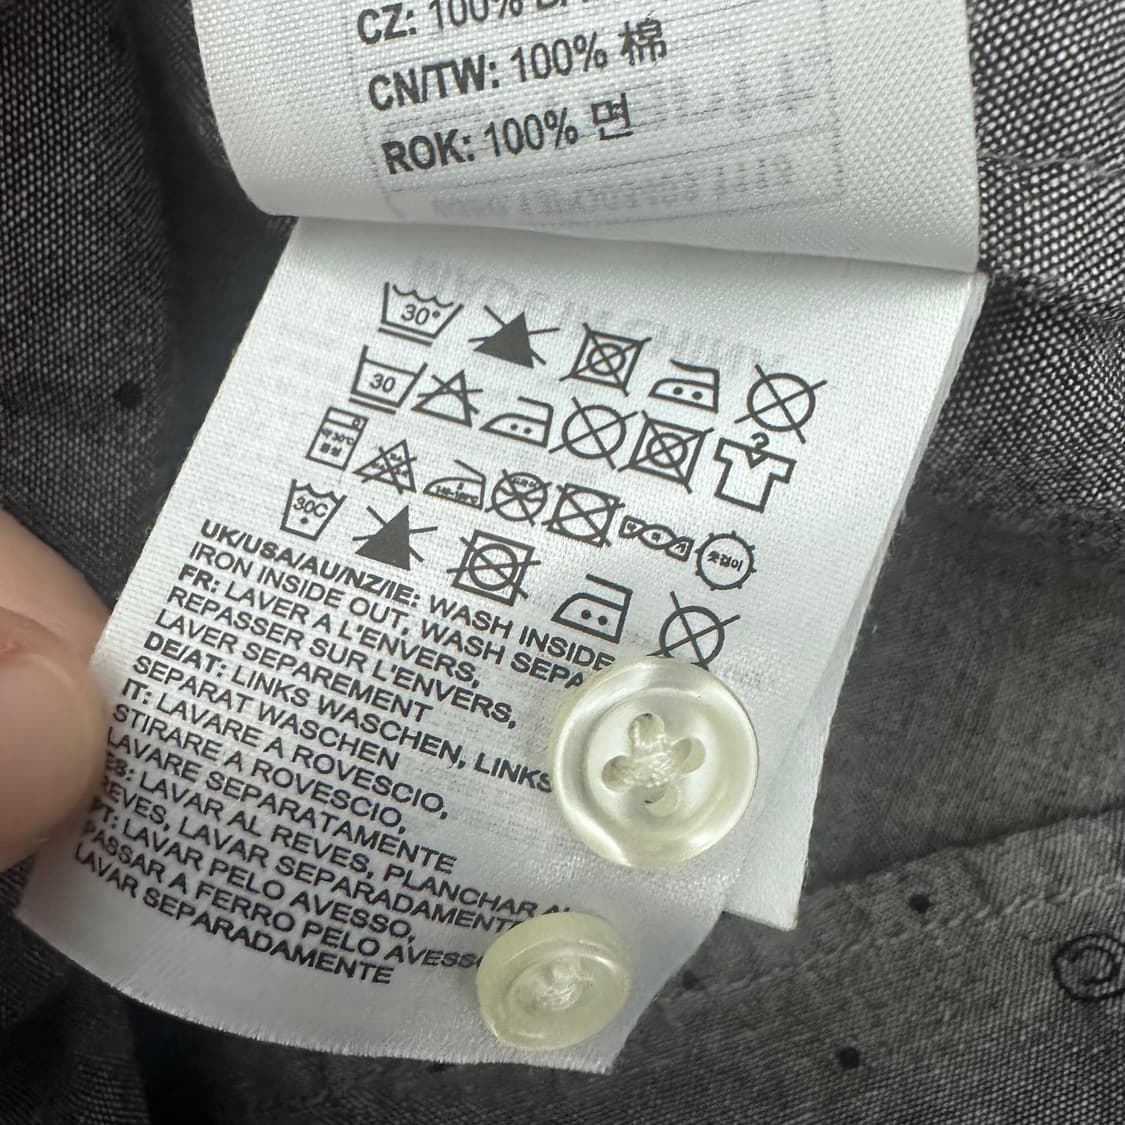 CZ: 100%
CN/TW: 100% 棉
ROK: 100% 면
30°
30
30C
UK/USA/AU/NZ/IE: WASH INSIDE
IRON INSIDE OUT, WASH SEPA
FR: LAVER A L'ENVERS,
REPASSER SUR L'ENVERS,
LAVER SEPAREMENT
DE/AT: LINKS WASCHEN, LINKS
SEPARAT WASCHEN
IT: LAVARE A ROVESCIO,
STIRARE A ROVESCIO,
LAVARE SEPARATAMENTE
ES: LAVAR AL REVES, PLANCHAR AL
REVES, LAVAR SEPARADAMENTE
PT: LAVAR PELO AVESSO,
PASSAR A FERRO PELO AVESSO
LAVAR SEPARADAMENTE